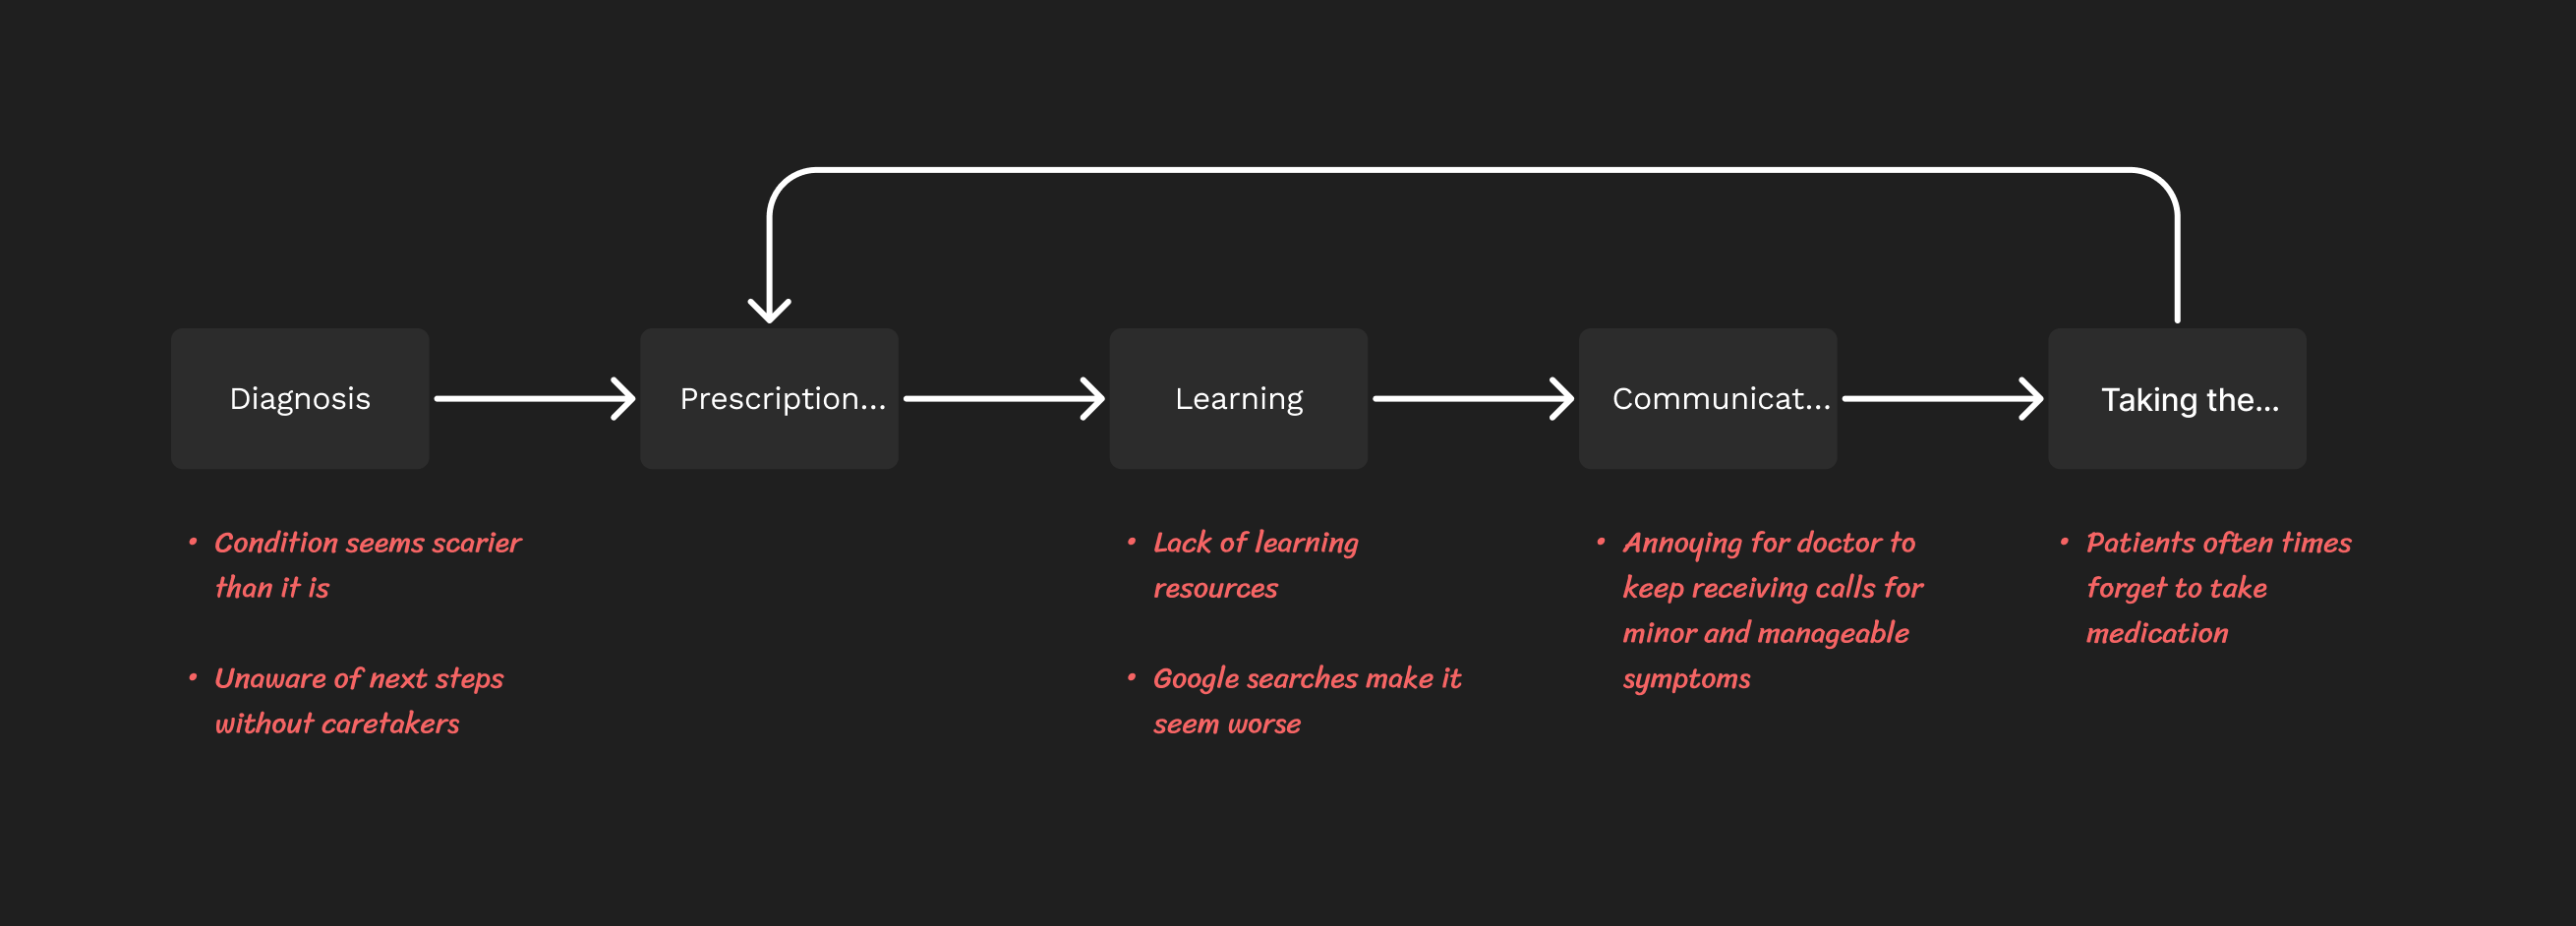 Diagnosis
Prescription...
Learning
Communicat...
Taking the...
• Condition seems scarier
than it is
• Unaware of next steps
without caretakers
• Lack of learning
resources
• Google searches make it
seem worse
• Annoying for doctor to
keep receiving calls for
minor and manageable
symptoms
• Patients often times
forget to take
medication